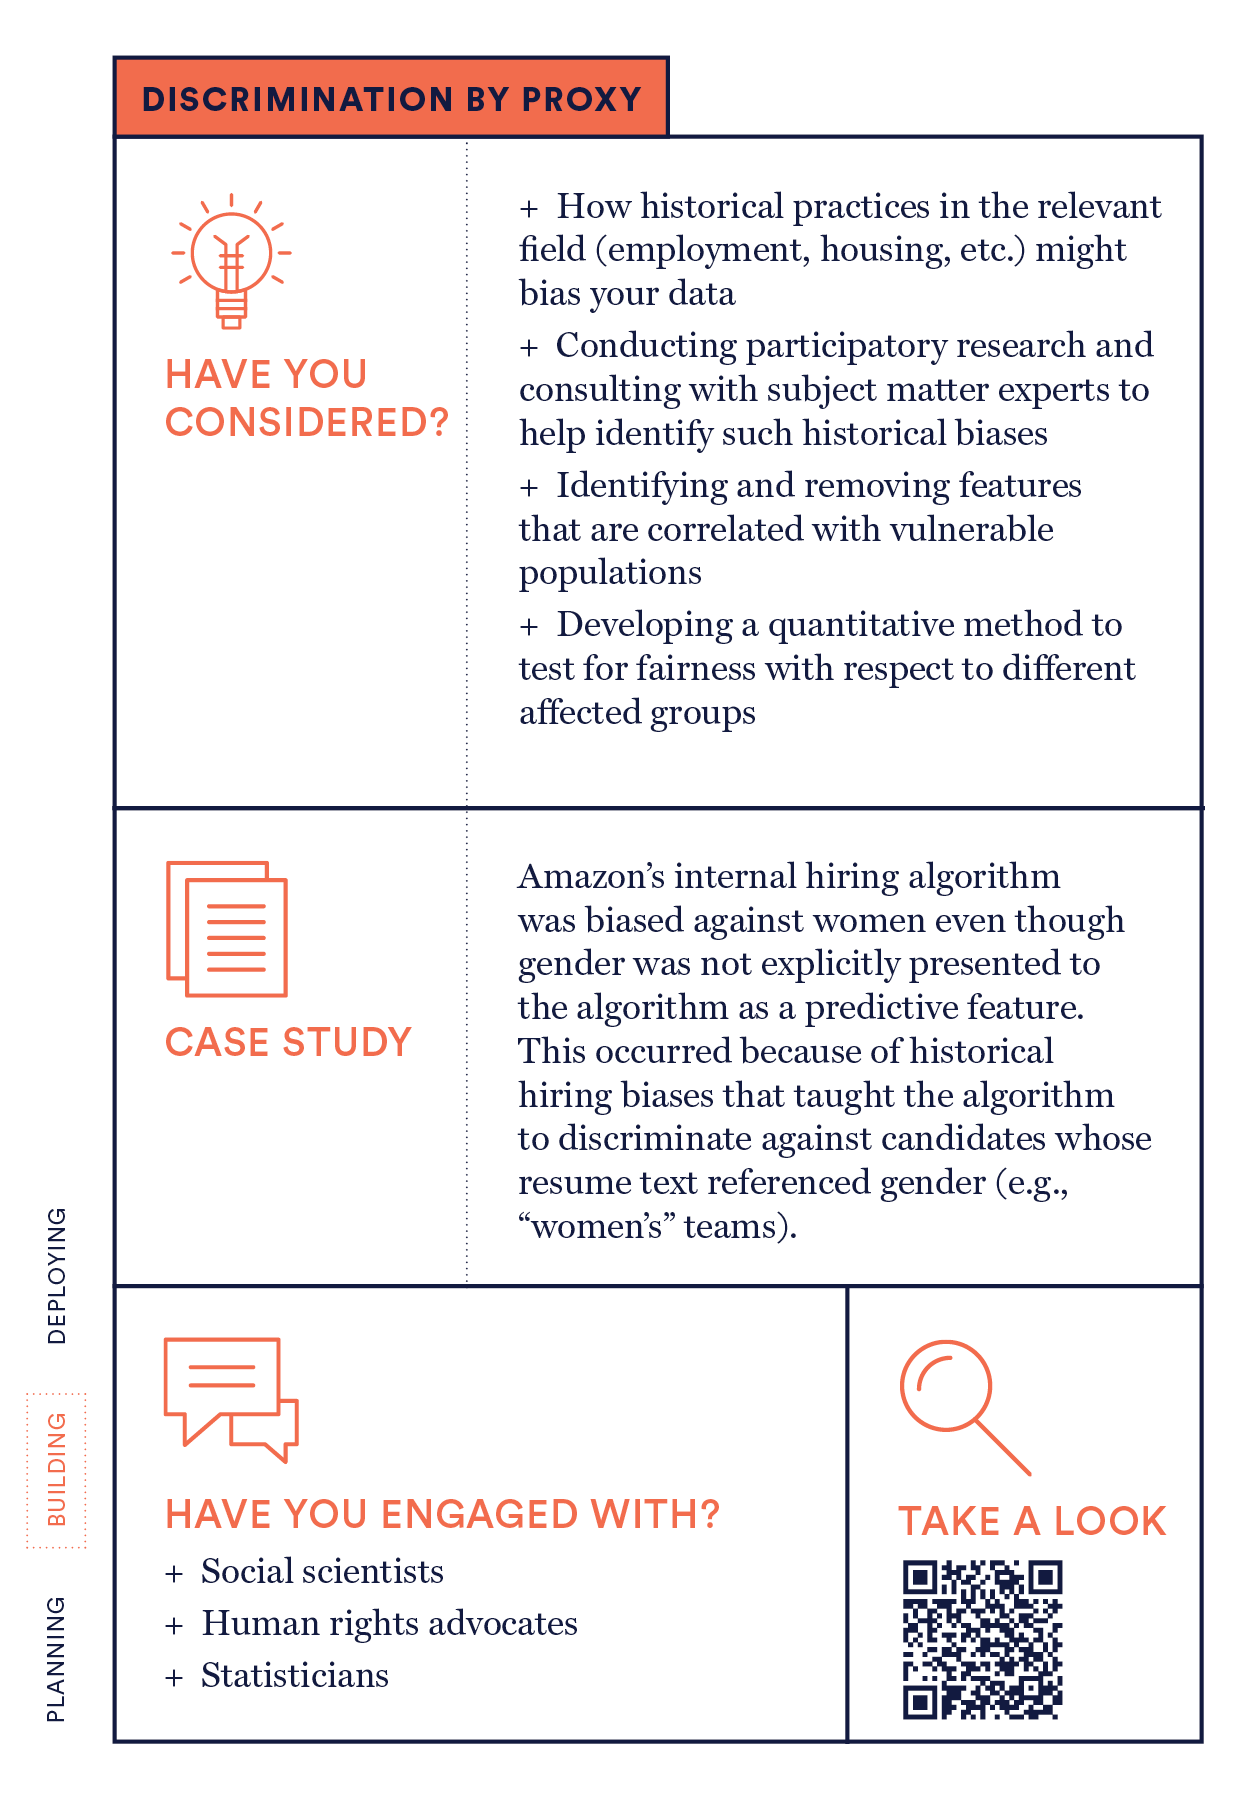 DISCRIMINATION BY PROXY
HAVE YOU
CONSIDERED?
+ How historical practices in the relevant
field (employment, housing, etc.) might
bias your data
+ Conducting participatory research and
consulting with subject matter experts to
help identify such historical biases
+ Identifying and removing features
that are correlated with vulnerable
populations
+ Developing a quantitative method to
test for fairness with respect to different
affected groups
CASE STUDY
Amazon’s internal hiring algorithm
was biased against women even though
gender was not explicitly presented to
the algorithm as a predictive feature.
This occurred because of historical
hiring biases that taught the algorithm
to discriminate against candidates whose
resume text referenced gender (e.g.,
“women’s” teams).
HAVE YOU ENGAGED WITH?
+ Social scientists
+ Human rights advocates
+ Statisticians
TAKE A LOOK
DEPLOYING
BUILDING
PLANNING